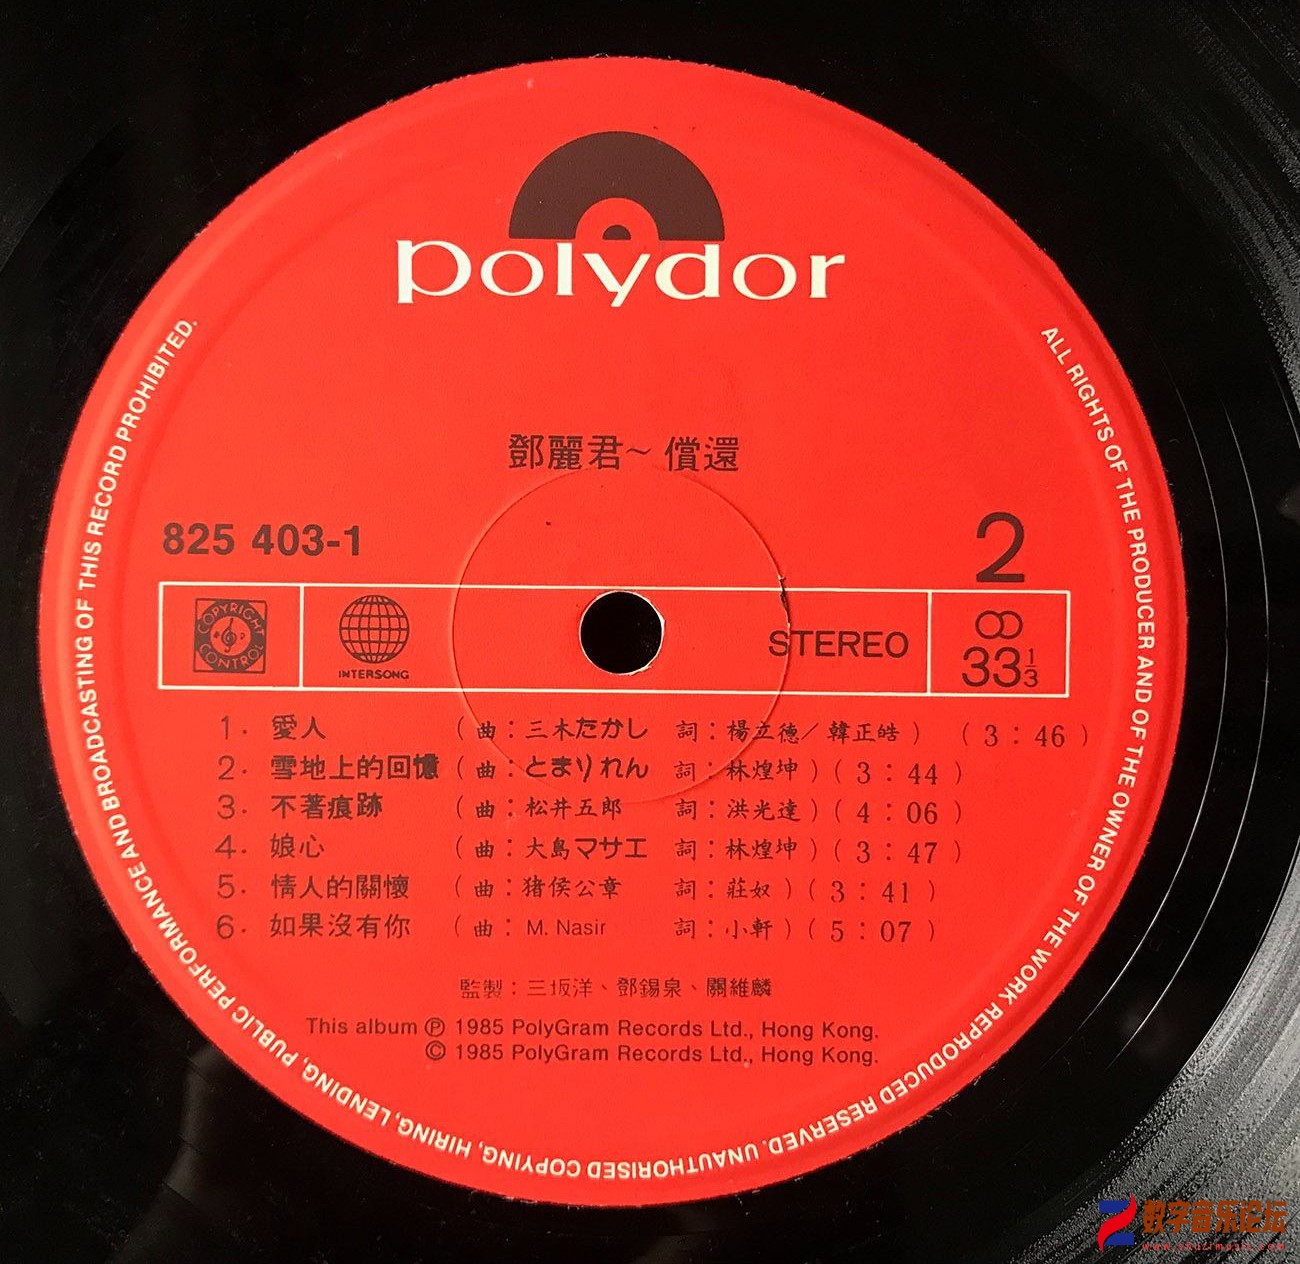 polydor
鄧麗君～償還
825 403-1
2
COPYRIGHT CONTROL
INTERSONG
STEREO
33 1/3
1. 愛人 (曲：三木たかし 詞：楊立德／韓正皓) (3：46)
2. 雪地上的回憶 (曲：とまりれん 詞：林煌坤) (3：44)
3. 不著痕跡 (曲：松井五郎 詞：洪光達) (4：06)
4. 娘心 (曲：大島マサエ 詞：林煌坤) (3：47)
5. 情人的關懷 (曲：猪俣公章 詞：莊奴) (3：41)
6. 如果沒有你 (曲：M. Nasir 詞：小軒) (5：07)
監製：三坂洋、鄧錫泉、關維麟
This album Ⓟ 1985 PolyGram Records Ltd., Hong Kong.
© 1985 PolyGram Records Ltd., Hong Kong.
ALL RIGHTS OF THE PRODUCER AND OF THE OWNER OF THE WORK REPRODUCED RESERVED. UNAUTHORISED COPYING, HIRING, LENDING, PUBLIC PERFORMANCE AND BROADCASTING OF THIS RECORD PROHIBITED.
数字音乐论坛